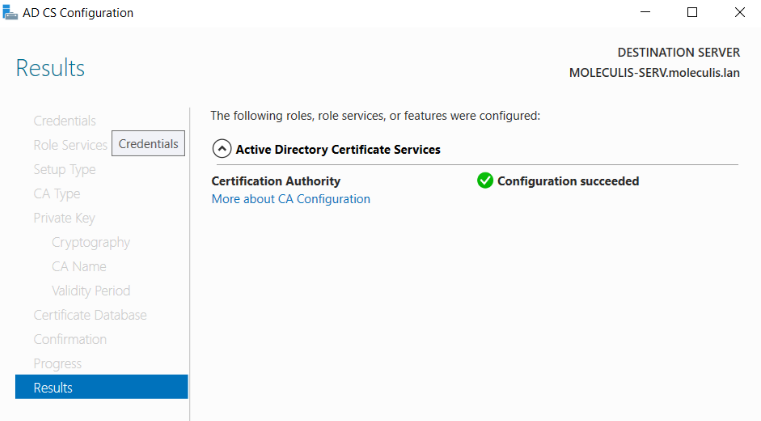 AD CS Configuration
Results
DESTINATION SERVER
MOLECULIS-SERV.moleculis.lan
Credentials
Role Services
Credentials
Setup Type
CA Type
Private Key
Cryptography
CA Name
Validity Period
Certificate Database
Confirmation
Progress
Results
The following roles, role services, or features were configured:
Active Directory Certificate Services
Certification Authority Configuration succeeded
More about CA Configuration